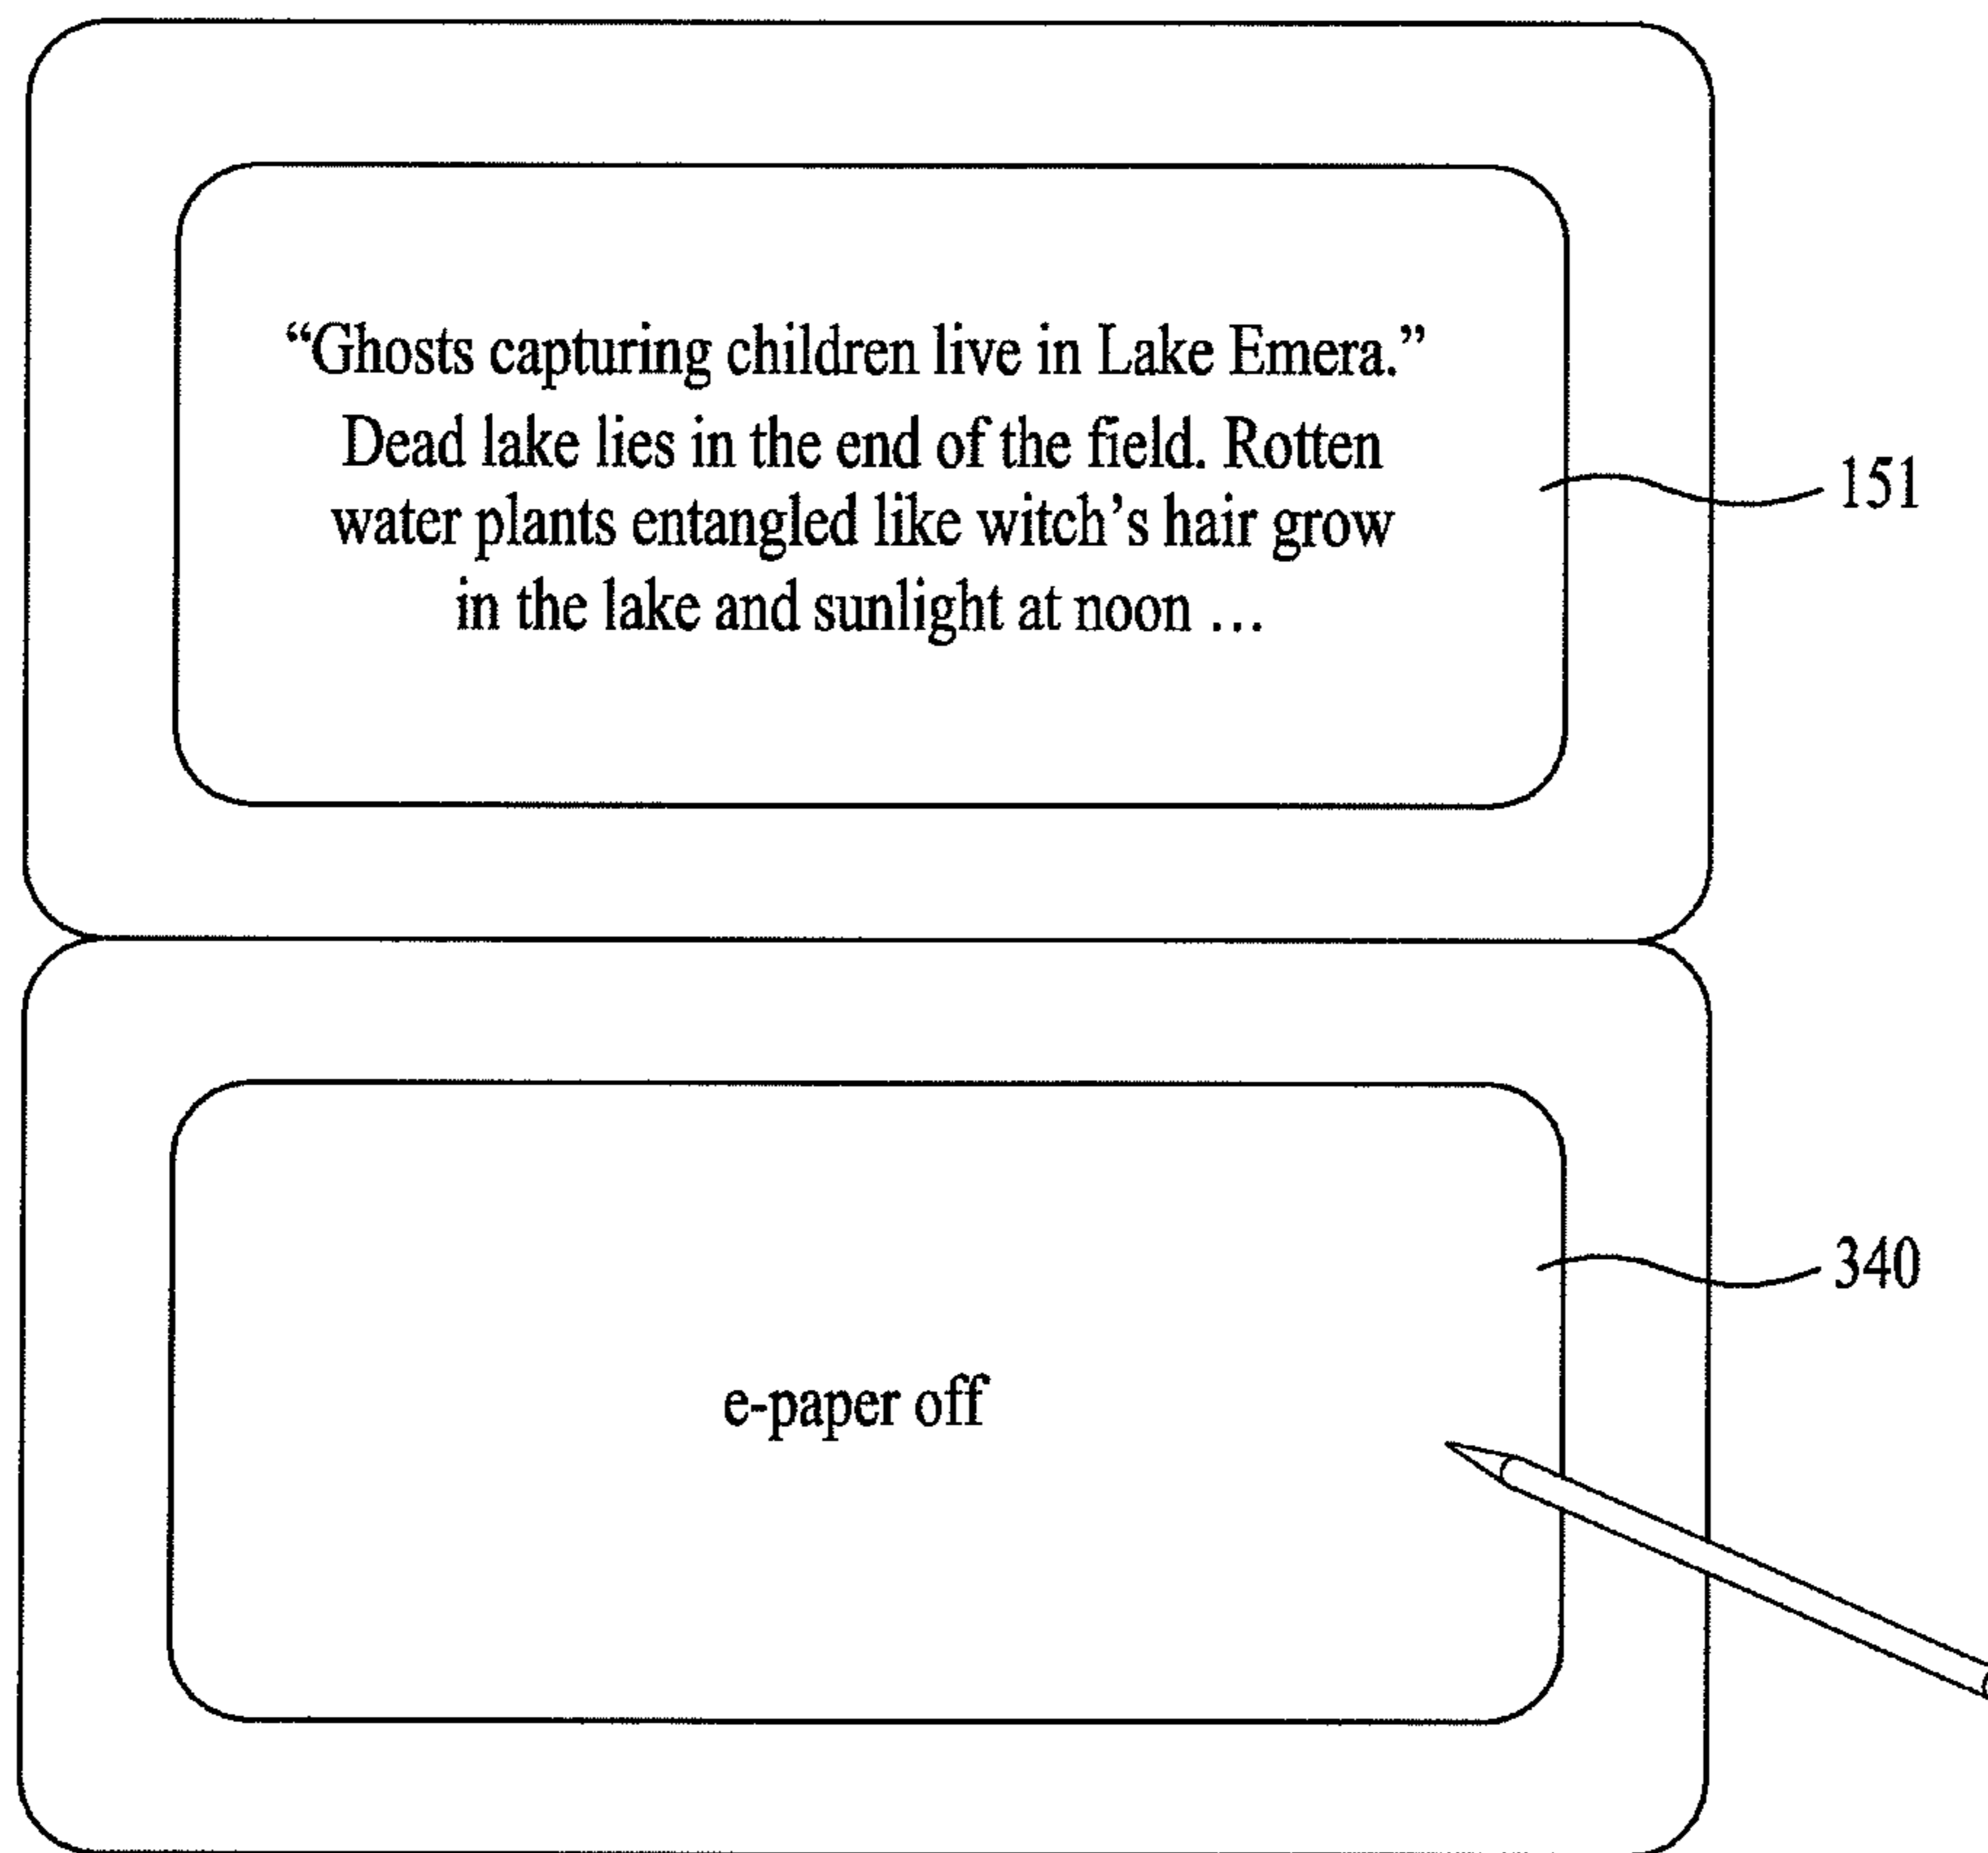 “Ghosts capturing children live in Lake Emera.”
Dead lake lies in the end of the field. Rotten
water plants entangled like witch’s hair grow
in the lake and sunlight at noon ...
151
340
e-paper off